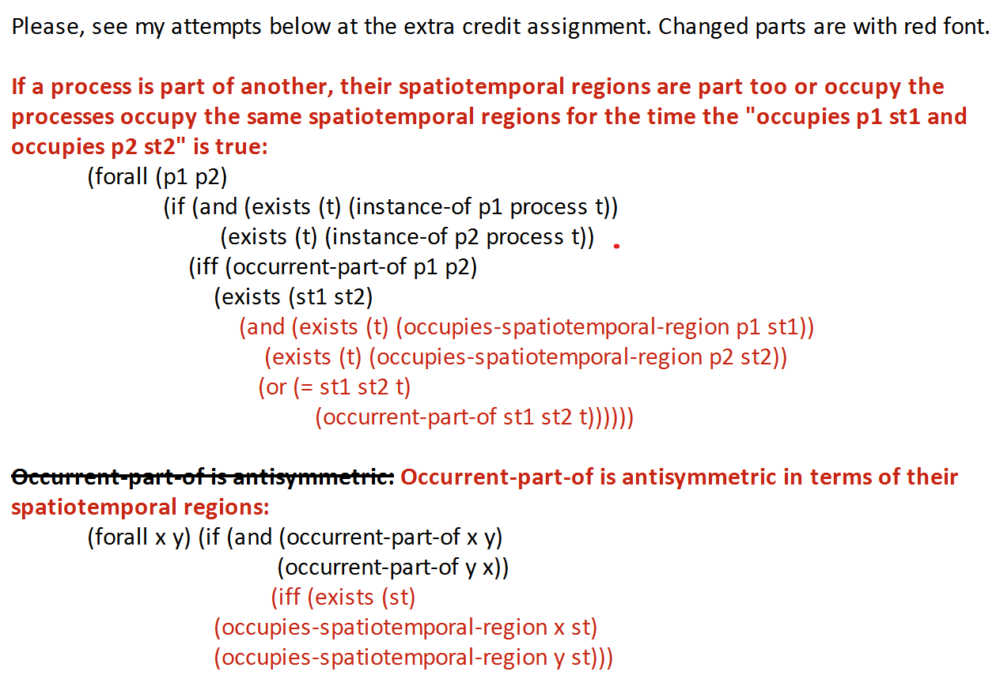 Please, see my attempts below at the extra credit assignment. Changed parts are with red font.
If a process is part of another, their spatiotemporal regions are part too or occupy the
processes occupy the same spatiotemporal regions for the time the "occupies p1 st1 and
occupies p2 st2" is true:
(forall (p1 p2)
(if (and (exists (t) (instance-of p1 process t))
(exists (t) (instance-of p2 process t))
(iff (occurrent-part-of p1 p2)
(exists (st1 st2)
(and (exists (t) (occupies-spatiotemporal-region p1 st1))
(exists (t) (occupies-spatiotemporal-region p2 st2))
(or (= st1 st2 t)
(occurrent-part-of st1 st2 t))))))
Occurrent-part-of is antisymmetric: Occurrent-part-of is antisymmetric in terms of their
spatiotemporal regions:
(forall x y) (if (and (occurrent-part-of x y)
(occurrent-part-of y x))
(iff (exists (st)
(occupies-spatiotemporal-region x st)
(occupies-spatiotemporal-region y st)))